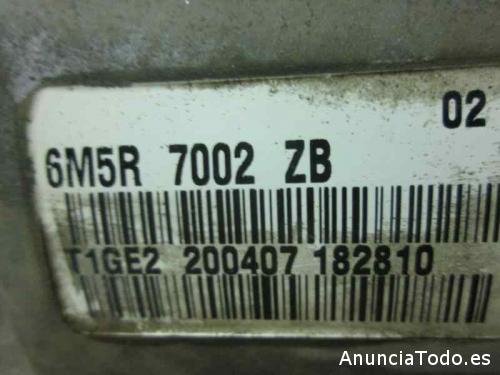 02
6M5R 7002 ZB
T1GE2 200407 182810
AnunciaTodo.es